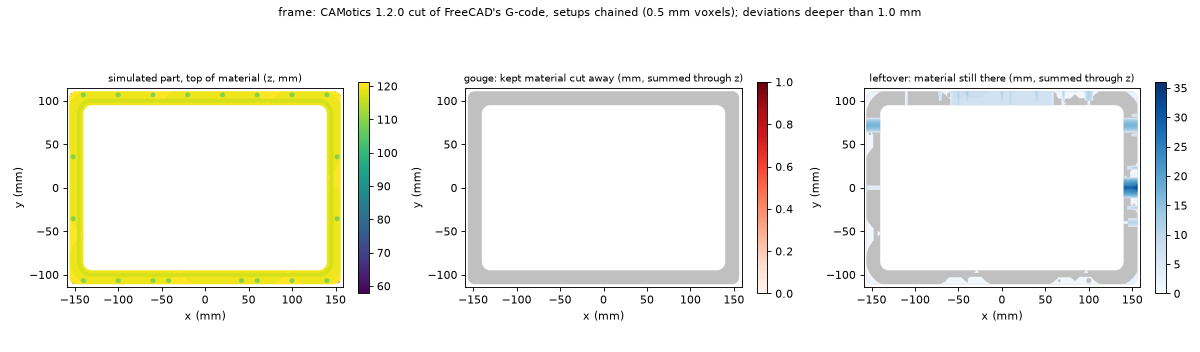 frame: CAMotics 1.2.0 cut of FreeCAD's G-code, setups chained (0.5 mm voxels); deviations deeper than 1.0 mm
simulated part, top of material (z, mm)
gouge: kept material cut away (mm, summed through z)
leftover: material still there (mm, summed through z)
y (mm)
100
50
0
−50
−100
−150 −100 −50 0 50 100 150
x (mm)
120
110
100
90
80
70
60
y (mm)
100
50
0
−50
−100
−150 −100 −50 0 50 100 150
x (mm)
1.0
0.8
0.6
0.4
0.2
0.0
y (mm)
100
50
0
−50
−100
−150 −100 −50 0 50 100 150
x (mm)
35
30
25
20
15
10
5
0